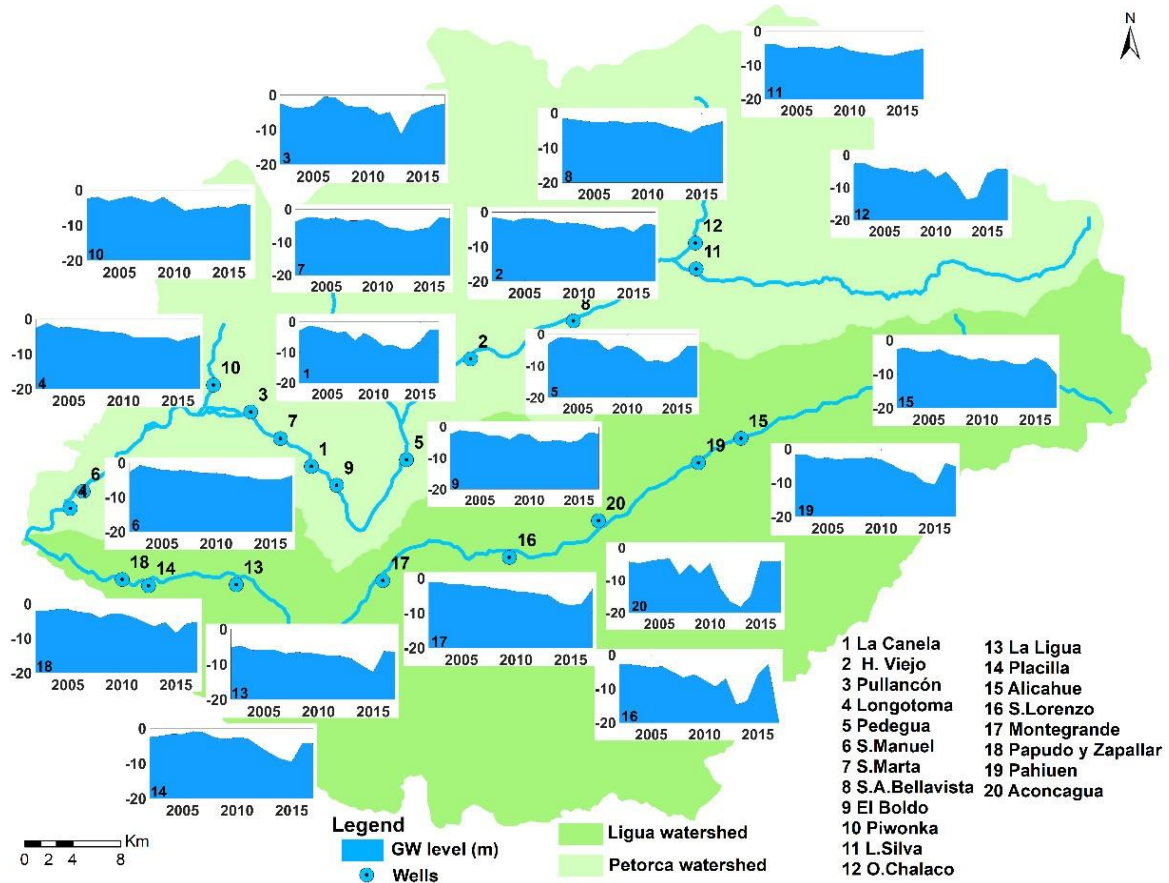 N
0
-10
-20
11
2005 2010 2015
0
-10
-20
3
2005 2010 2015
0
-10
-20
8
2005 2010 2015
0
-10
-20
12
2005 2010 2015
0
-10
-20
10
2005 2010 2015
0
-10
-20
7
2005 2010 2015
0
-10
-20
2
2005 2010 2015
12
11
8
0
-10
-20
4
2005 2010 2015
0
-10
-20
1
2005 2010 2015
2
0
-10
-20
5
2005 2010 2015
0
-10
-20
15
2005 2010 2015
10
3
7
1
9
5
6
4
15
19
0
-10
-20
9
2005 2010 2015
0
-10
-20
6
2005 2010 2015
0
-10
-20
19
2005 2010 2015
20
16
17
18
14
13
0
-10
-20
20
2005 2010 2015
0
-10
-20
17
2005 2010 2015
0
-10
-20
18
2005 2010 2015
0
-10
-20
13
2005 2010 2015
0
-10
-20
16
2005 2010 2015
0
-10
-20
14
2005 2010 2015
1 La Canela
2 H. Viejo
3 Pullancón
4 Longotoma
5 Pedegua
6 S.Manuel
7 S.Marta
8 S.A.Bellavista
9 El Boldo
10 Piwonka
11 L.Silva
12 O.Chalaco
13 La Ligua
14 Placilla
15 Alicahue
16 S.Lorenzo
17 Montegrande
18 Papudo y Zapallar
19 Pahiuen
20 Aconcagua
Km
0 2 4 8
Legend
GW level (m)
Wells
Ligua watershed
Petorca watershed